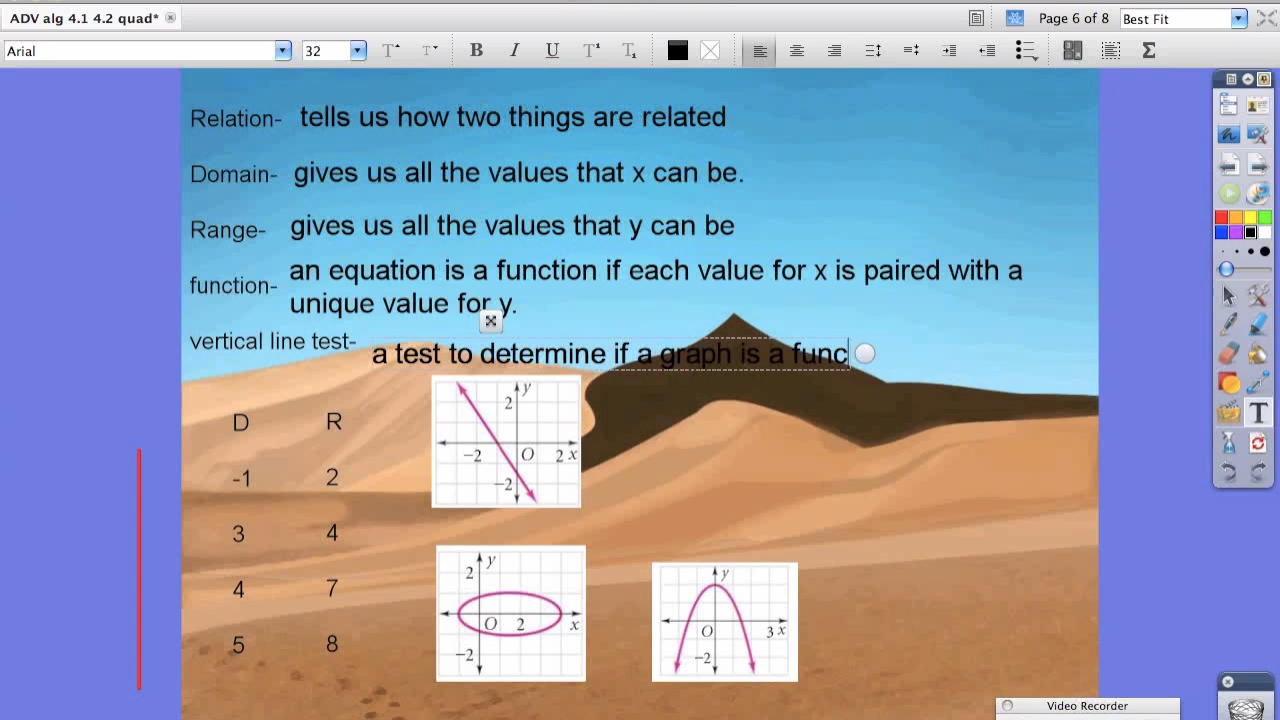 ADV alg 4.1 4.2 quad*
Page 6 of 8
Best Fit
Arial
32
B I U T T Σ
Relation- tells us how two things are related
Domain- gives us all the values that x can be.
Range- gives us all the values that y can be
function- an equation is a function if each value for x is paired with a
unique value for y.
vertical line test- a test to determine if a graph is a func
D R
-1 2
3 4
4 7
5 8
y
2
-2 O 2 x
-2
y
2
O 2 x
-2
y
O 3 x
-2
T
Video Recorder